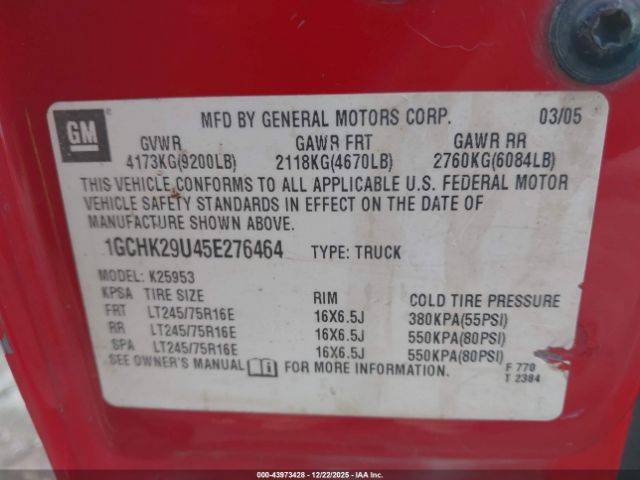 GM
MFD BY GENERAL MOTORS CORP. 03/05
GVWR GAWR FRT GAWR RR
4173KG(9200LB) 2118KG(4670LB) 2760KG(6084LB)
THIS VEHICLE CONFORMS TO ALL APPLICABLE U.S. FEDERAL MOTOR
VEHICLE SAFETY STANDARDS IN EFFECT ON THE DATE OF
MANUFACTURE SHOWN ABOVE.
1GCHK29U45E276464 TYPE: TRUCK
MODEL: K25953
KPSA TIRE SIZE RIM COLD TIRE PRESSURE
FRT LT245/75R16E 16X6.5J 380KPA(55PSI)
RR LT245/75R16E 16X6.5J 550KPA(80PSI)
SPA LT245/75R16E 16X6.5J 550KPA(80PSI)
SEE OWNER'S MANUAL FOR MORE INFORMATION.
F 770
T 2384
000-43973428 - 12/22/2025 - IAA Inc.